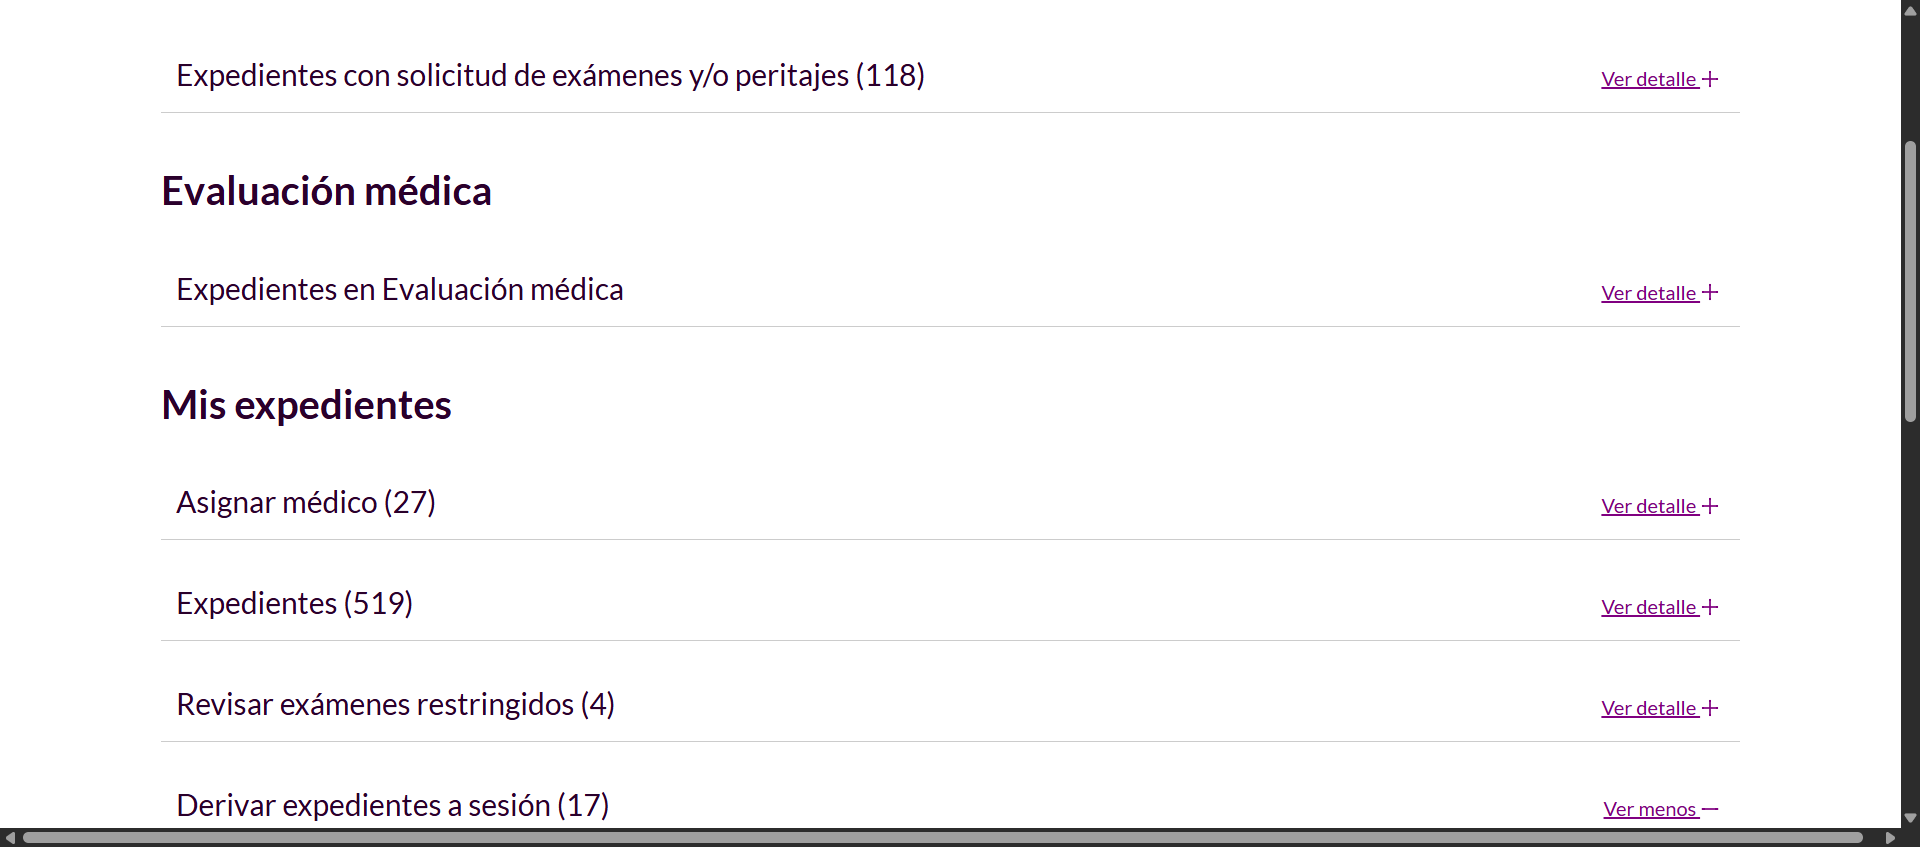 Expedientes con solicitud de exámenes y/o peritajes (118)
Ver detalle
Evaluación médica
Expedientes en Evaluación médica
Ver detalle
Mis expedientes
Asignar médico (27)
Ver detalle
Expedientes (519)
Ver detalle
Revisar exámenes restringidos (4)
Ver detalle
Derivar expedientes a sesión (17)
Ver menos